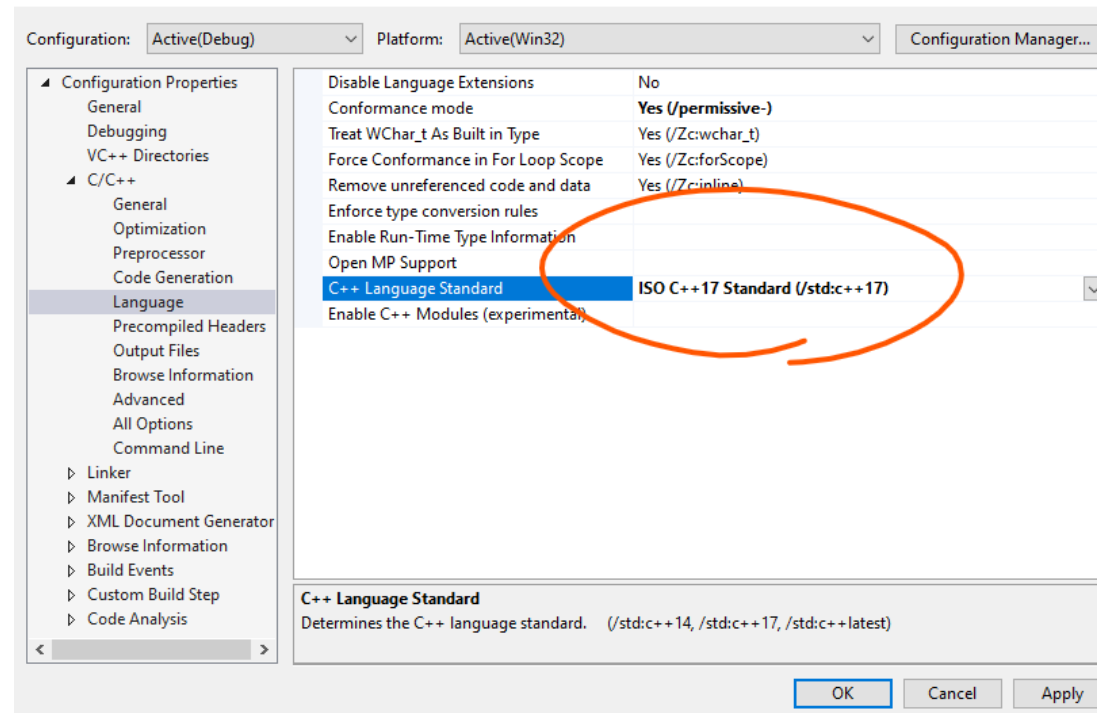 Configuration: Active(Debug) Platform: Active(Win32) Configuration Manager...
Configuration Properties
General
Debugging
VC++ Directories
C/C++
General
Optimization
Preprocessor
Code Generation
Language
Precompiled Headers
Output Files
Browse Information
Advanced
All Options
Command Line
Linker
Manifest Tool
XML Document Generator
Browse Information
Build Events
Custom Build Step
Code Analysis
Disable Language Extensions No
Conformance mode Yes (/permissive-)
Treat WChar_t As Built in Type Yes (/Zc:wchar_t)
Force Conformance in For Loop Scope Yes (/Zc:forScope)
Remove unreferenced code and data Yes (/Zc:inline)
Enforce type conversion rules
Enable Run-Time Type Information
Open MP Support
C++ Language Standard ISO C++17 Standard (/std:c++17)
Enable C++ Modules (experimental)
C++ Language Standard
Determines the C++ language standard. (/std:c++14, /std:c++17, /std:c++latest)
OK Cancel Apply